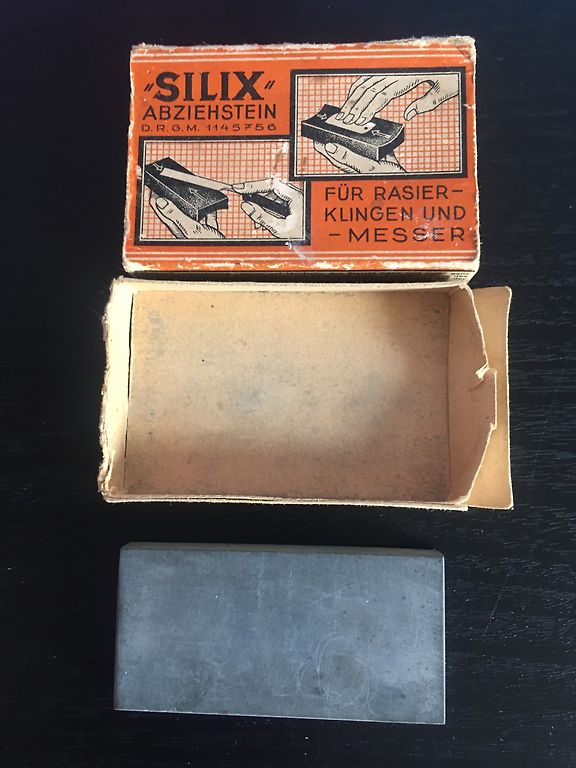 "SILIX"
ABZIEHSTEIN
D.R.G.M. 1145756
FÜR RASIER-
KLINGEN UND
-MESSER